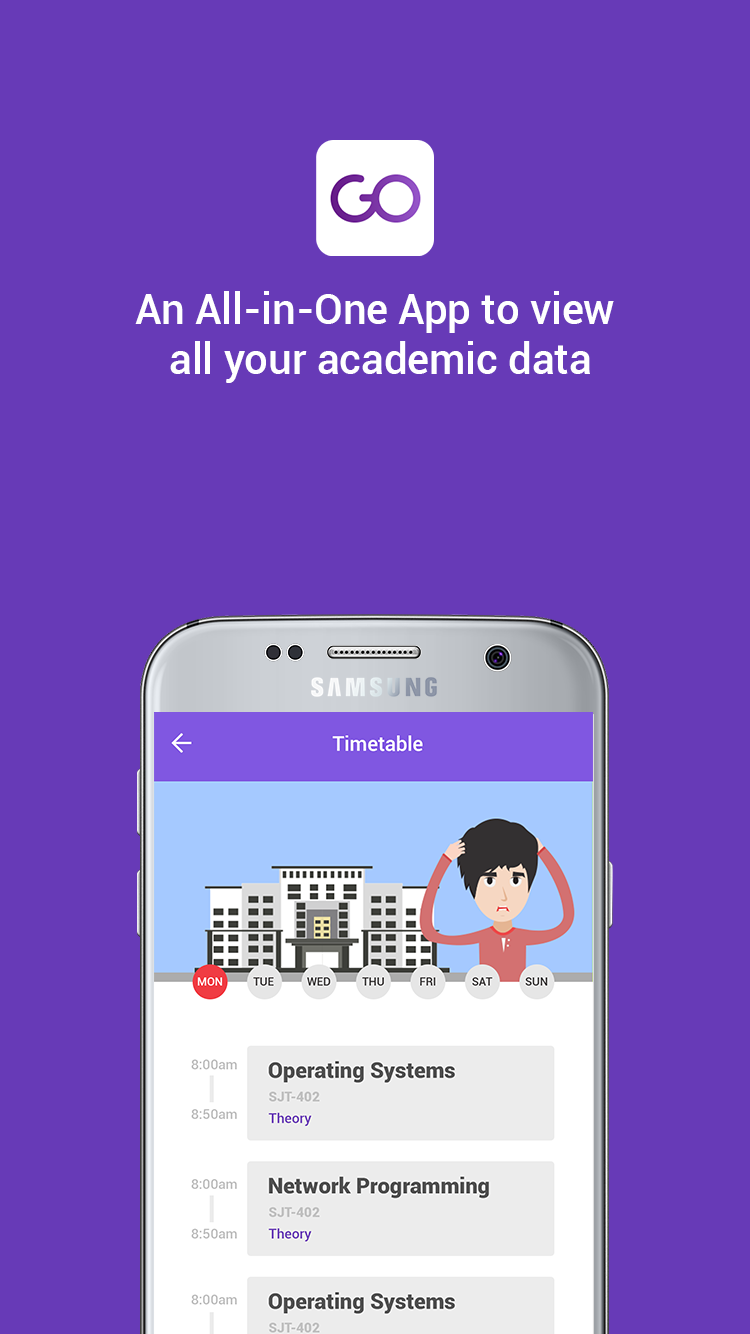 GO
An All-in-One App to view
all your academic data
SAMSUNG
Timetable
MON TUE WED THU FRI SAT SUN
8:00am
Operating Systems
SJT-402
8:50am
Theory
8:00am
Network Programming
SJT-402
8:50am
Theory
8:00am
Operating Systems
SJT-402